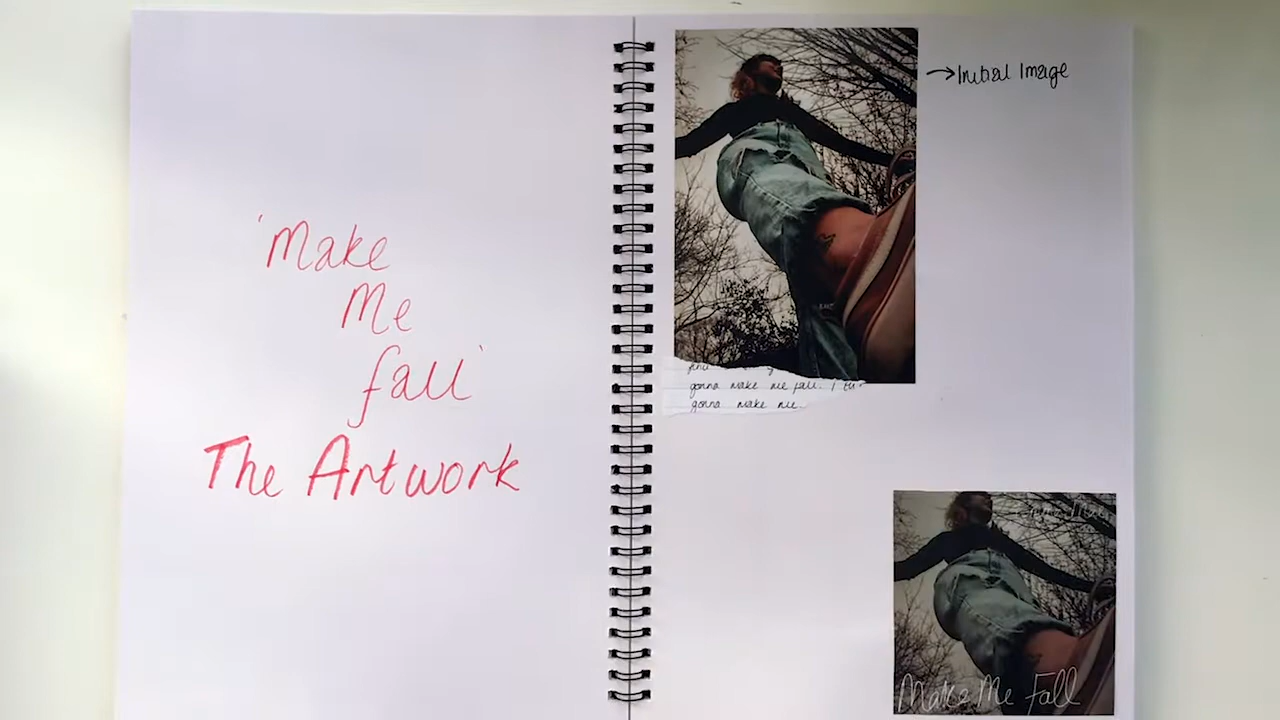 'Make
Me
fall'
The Artwork
→Initial Image
gonna make me fall. I
gonna make me.
Make Me Fall